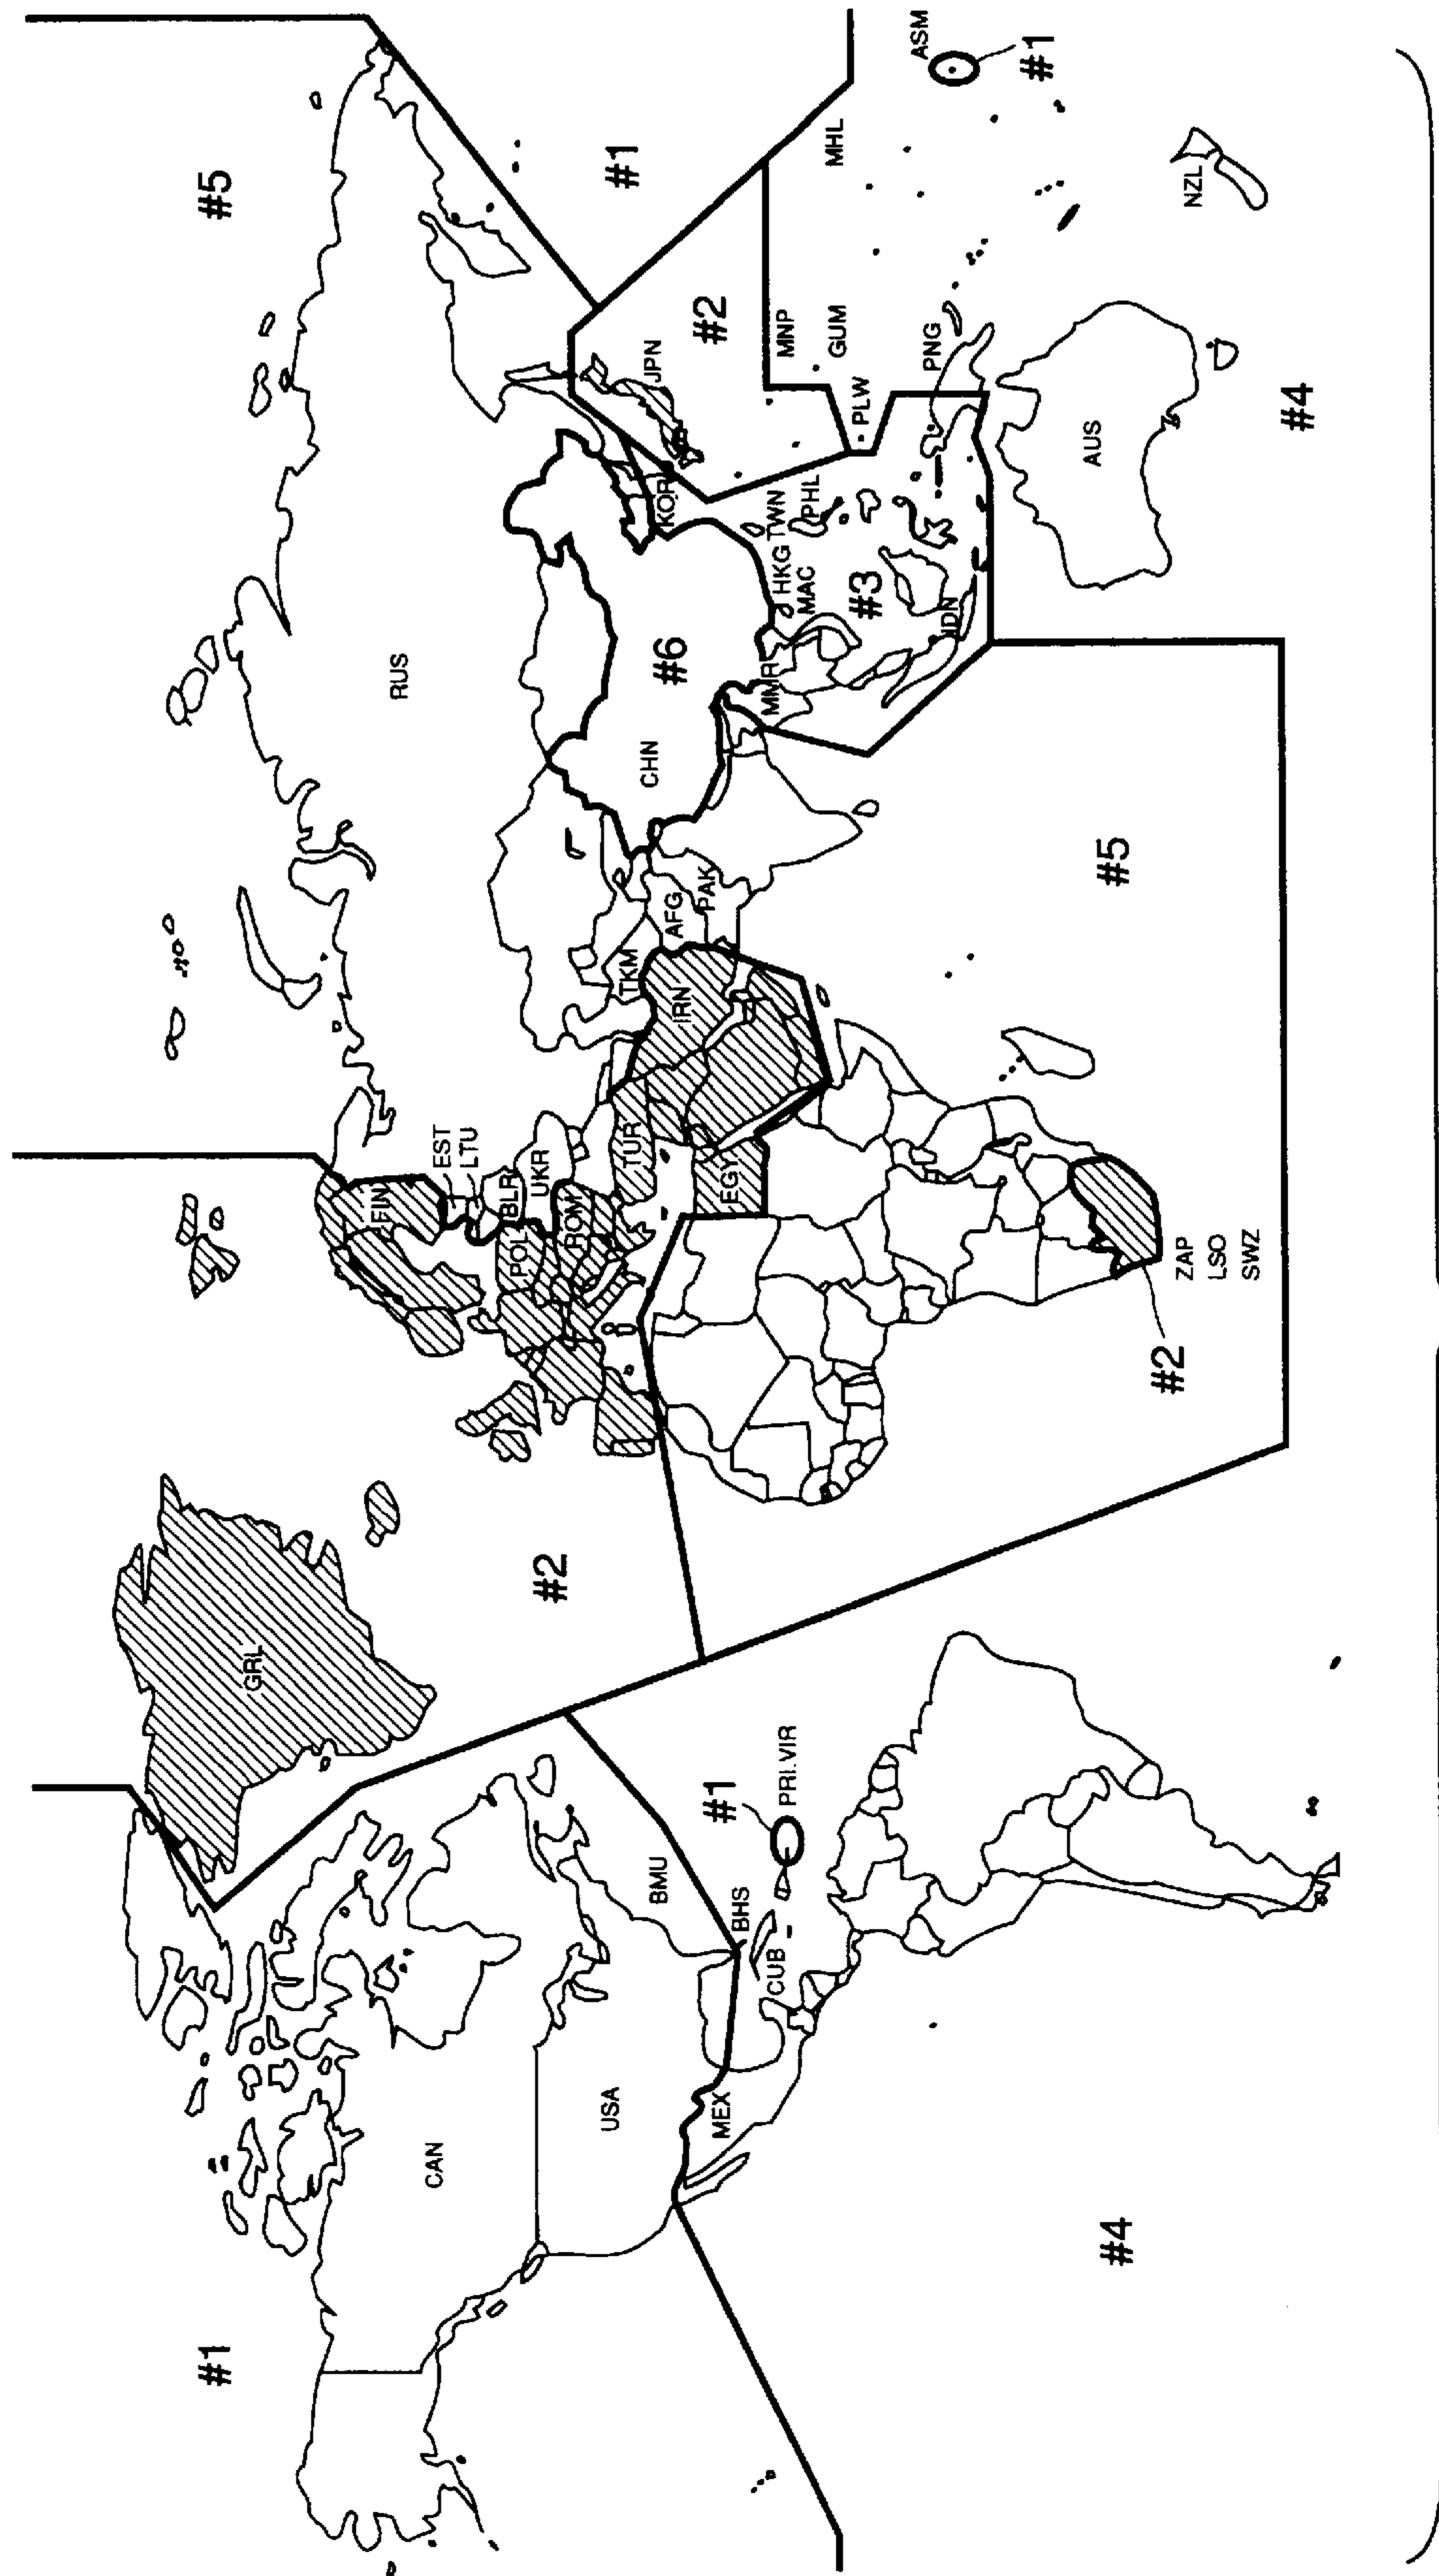 #5
#1
GRL
RUS
FIN
EST
LTU
CAN
BLR
UKR
#2
POL
ROM
#1
USA
TUR
TKM
CHN
#6
KOR
JPN
BMU
IRN
AFG
PAK
#2
MEX
BHS
#1
EGY
CUB
PRI.VIR
MMR
HKG
MAC
TWN
PHL
MNP
GUM
MHL
#3
PLW
IDN
PNG
ASM
#1
#4
#5
AUS
#2
ZAP
LSO
SWZ
NZL
#4